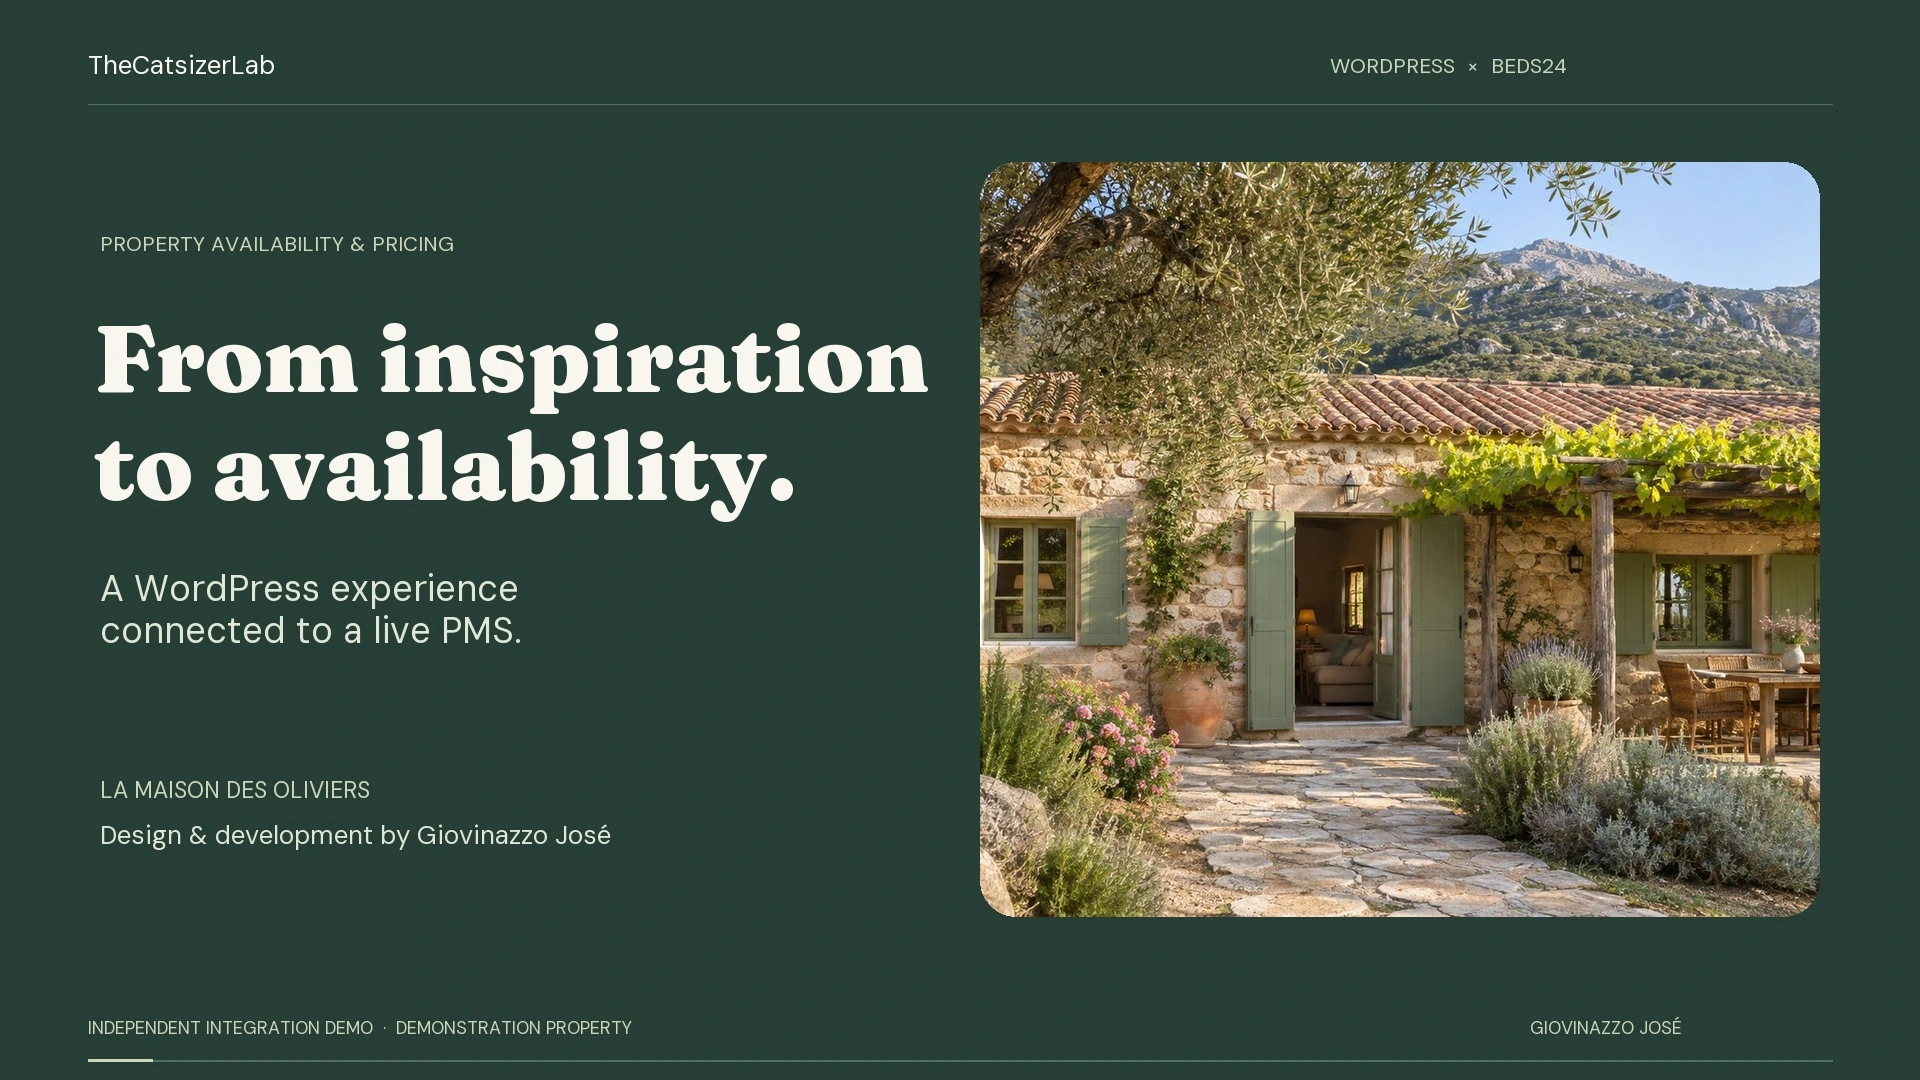 TheCatsizerLab
WORDPRESS × BEDS24
PROPERTY AVAILABILITY & PRICING
From inspiration
to availability.
A WordPress experience
connected to a live PMS.
LA MAISON DES OLIVIERS
Design & development by Giovinazzo José
INDEPENDENT INTEGRATION DEMO · DEMONSTRATION PROPERTY
GIOVINAZZO JOSÉ